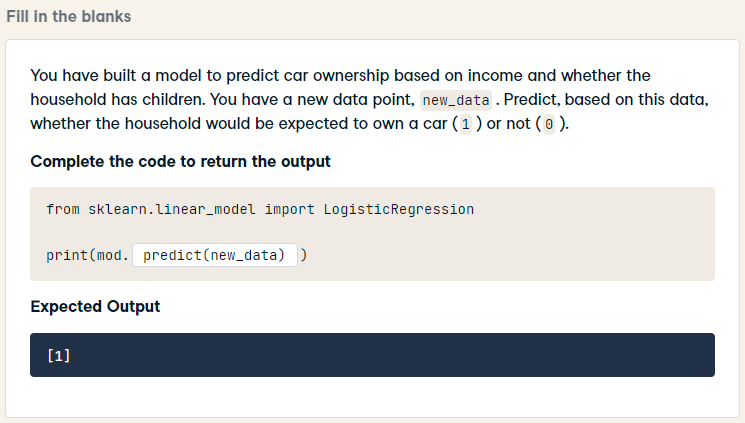 Fill in the blanks
You have built a model to predict car ownership based on income and whether the
household has children. You have a new data point, new_data . Predict, based on this data,
whether the household would be expected to own a car ( 1 ) or not ( 0 ).
Complete the code to return the output
from sklearn.linear_model import LogisticRegression
print(mod. predict(new_data) )
Expected Output
[1]